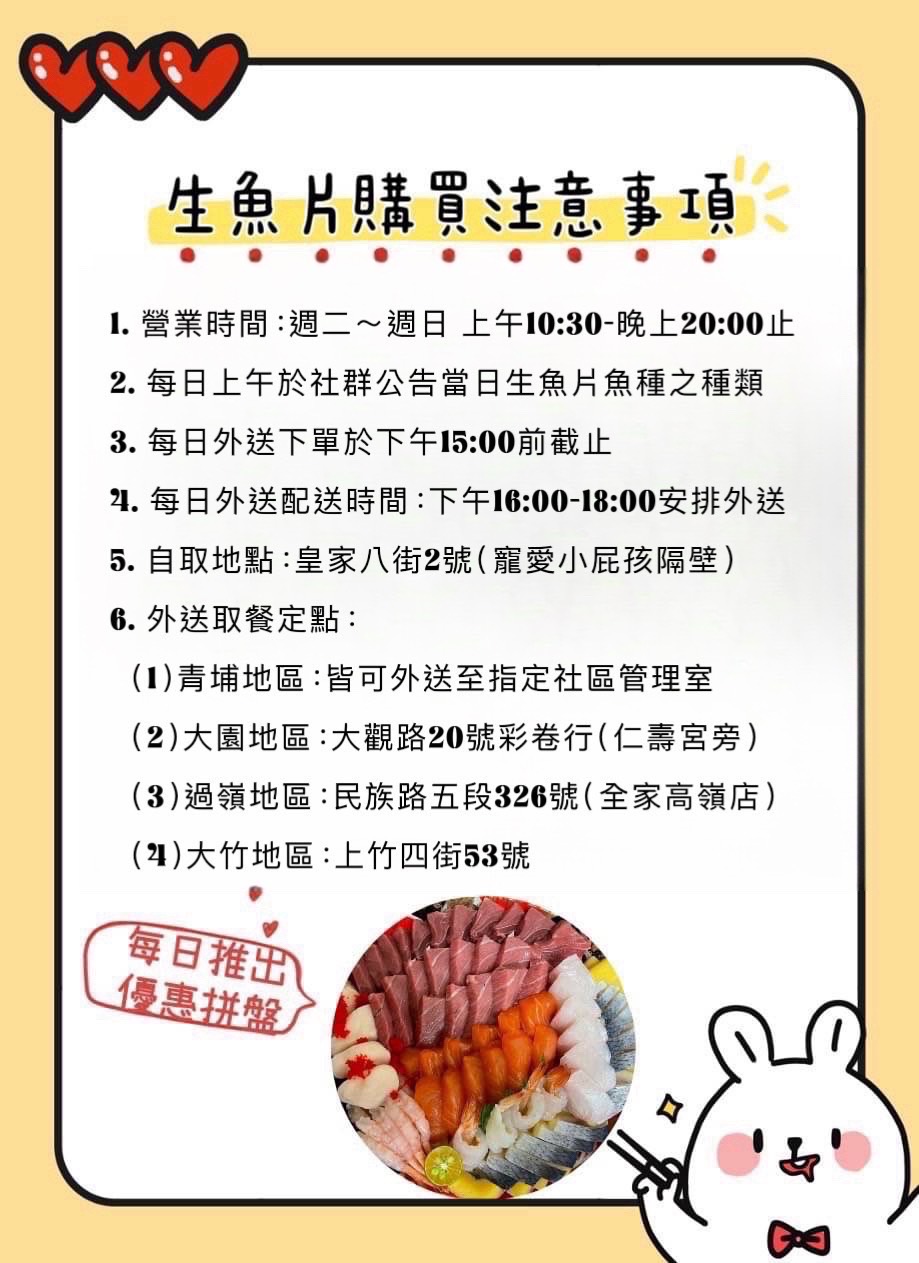 生魚片購買注意事項
1. 營業時間:週二~週日 上午10:30-晚上20:00止
2. 每日上午於社群公告當日生魚片魚種之種類
3. 每日外送下單於下午15:00前截止
4. 每日外送配送時間:下午16:00-18:00安排外送
5. 自取地點:皇家八街2號(寵愛小屁孩隔壁)
6. 外送取餐定點:
(1)青埔地區:皆可外送至指定社區管理室
(2)大園地區:大觀路20號彩卷行(仁壽宮旁)
(3)過嶺地區:民族路五段326號(全家高嶺店)
(4)大竹地區:上竹四街53號
每日推出
優惠拼盤